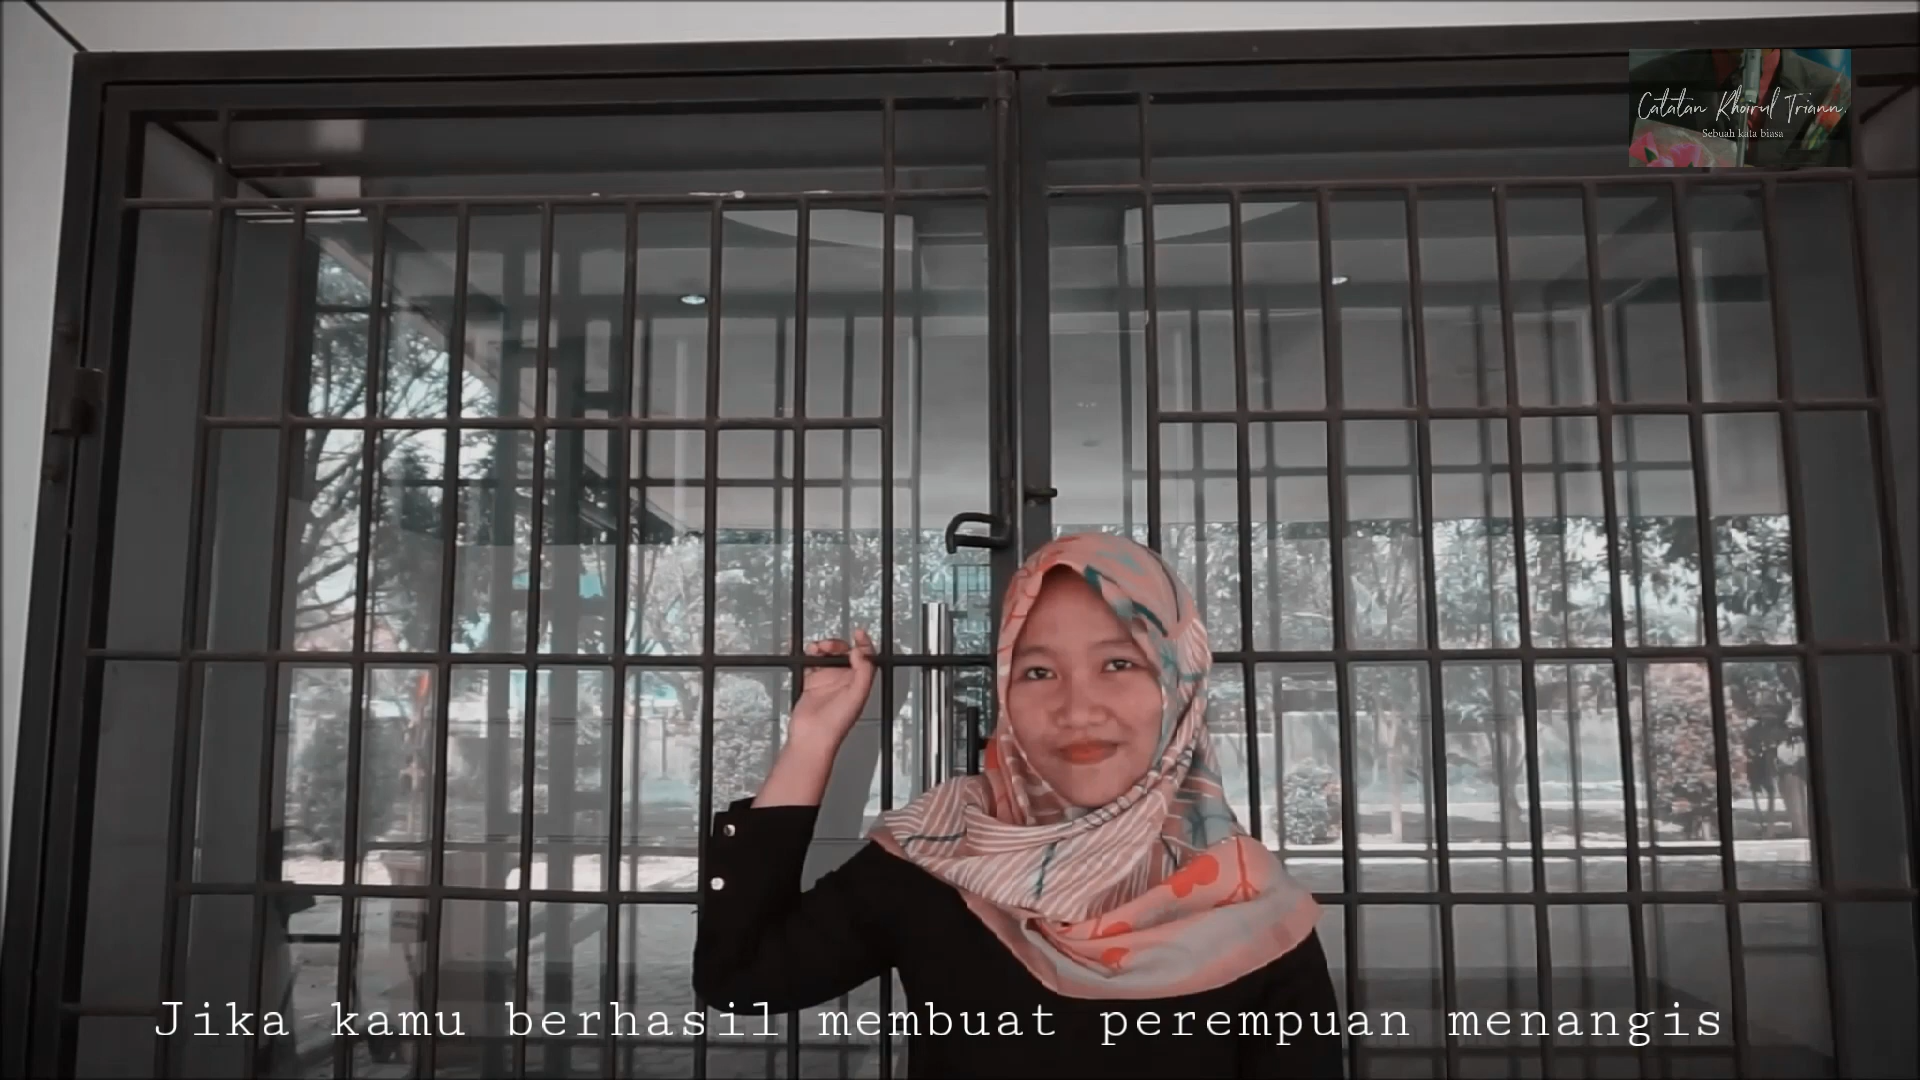 Catatan Khoirul Triann.
Sebuah kata biasa
Jika kamu berhasil membuat perempuan menangis